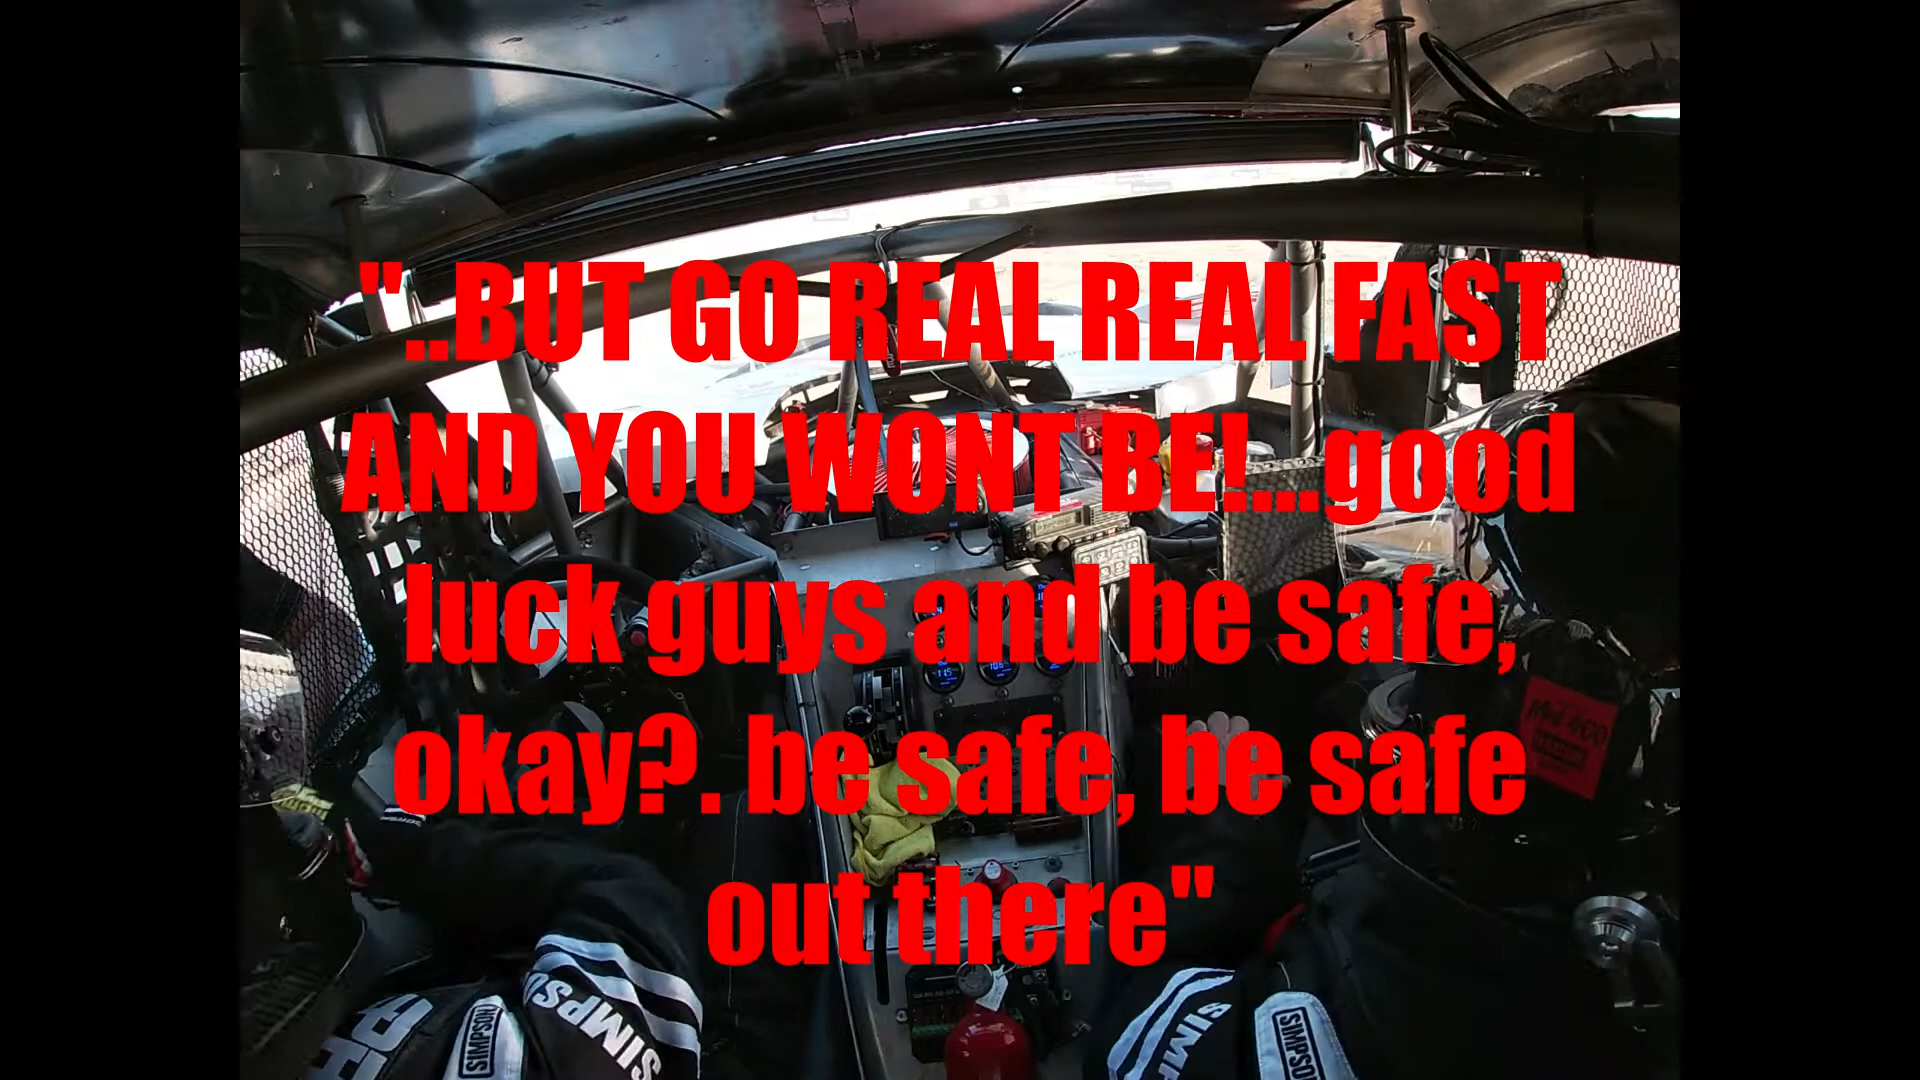 "..BUT GO REAL REAL FAST
AND YOU WONT BE!...good
luck guys and be safe,
okay?. be safe, be safe
out there"
SIMPSON
SIMPSON
SIMPSON